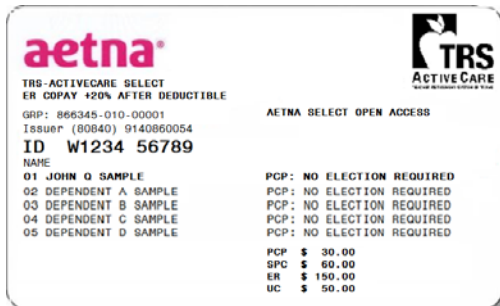 aetna
TRS
ACTIVECARE
TRS-ACTIVECARE SELECT
ER COPAY +20% AFTER DEDUCTIBLE
GRP: 866345-010-00001
AETNA SELECT OPEN ACCESS
Issuer (80840) 9140860054
ID W1234 56789
NAME
01 JOHN Q SAMPLE PCP: NO ELECTION REQUIRED
02 DEPENDENT A SAMPLE PCP: NO ELECTION REQUIRED
03 DEPENDENT B SAMPLE PCP: NO ELECTION REQUIRED
04 DEPENDENT C SAMPLE PCP: NO ELECTION REQUIRED
05 DEPENDENT D SAMPLE PCP: NO ELECTION REQUIRED
PCP $ 30.00
SPC $ 60.00
ER $ 150.00
UC $ 50.00